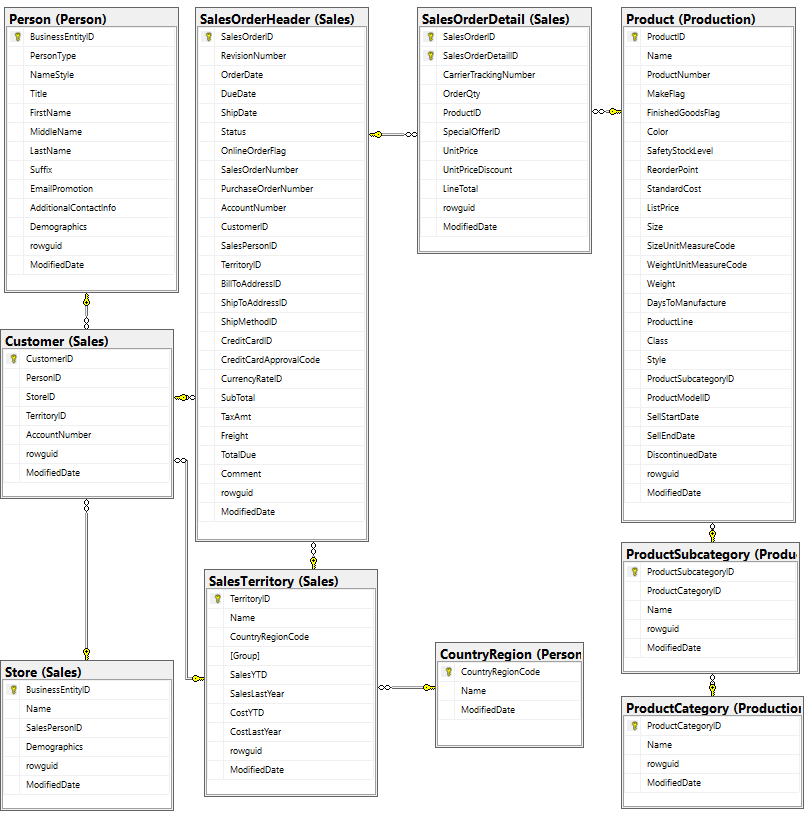 Person (Person)
BusinessEntityID
PersonType
NameStyle
Title
FirstName
MiddleName
LastName
Suffix
EmailPromotion
AdditionalContactInfo
Demographics
rowguid
ModifiedDate
SalesOrderHeader (Sales)
SalesOrderID
RevisionNumber
OrderDate
DueDate
ShipDate
Status
OnlineOrderFlag
SalesOrderNumber
PurchaseOrderNumber
AccountNumber
CustomerID
SalesPersonID
TerritoryID
BillToAddressID
ShipToAddressID
ShipMethodID
CreditCardID
CreditCardApprovalCode
CurrencyRateID
SubTotal
TaxAmt
Freight
TotalDue
Comment
rowguid
ModifiedDate
SalesOrderDetail (Sales)
SalesOrderID
SalesOrderDetailID
CarrierTrackingNumber
OrderQty
ProductID
SpecialOfferID
UnitPrice
UnitPriceDiscount
LineTotal
rowguid
ModifiedDate
Product (Production)
ProductID
Name
ProductNumber
MakeFlag
FinishedGoodsFlag
Color
SafetyStockLevel
ReorderPoint
StandardCost
ListPrice
Size
SizeUnitMeasureCode
WeightUnitMeasureCode
Weight
DaysToManufacture
ProductLine
Class
Style
ProductSubcategoryID
ProductModelID
SellStartDate
SellEndDate
DiscontinuedDate
rowguid
ModifiedDate
Customer (Sales)
CustomerID
PersonID
StoreID
TerritoryID
AccountNumber
rowguid
ModifiedDate
Store (Sales)
BusinessEntityID
Name
SalesPersonID
Demographics
rowguid
ModifiedDate
SalesTerritory (Sales)
TerritoryID
Name
CountryRegionCode
[Group]
SalesYTD
SalesLastYear
CostYTD
CostLastYear
rowguid
ModifiedDate
CountryRegion (Person
CountryRegionCode
Name
ModifiedDate
ProductSubcategory (Produ
ProductSubcategoryID
ProductCategoryID
Name
rowguid
ModifiedDate
ProductCategory (Production
ProductCategoryID
Name
rowguid
ModifiedDate